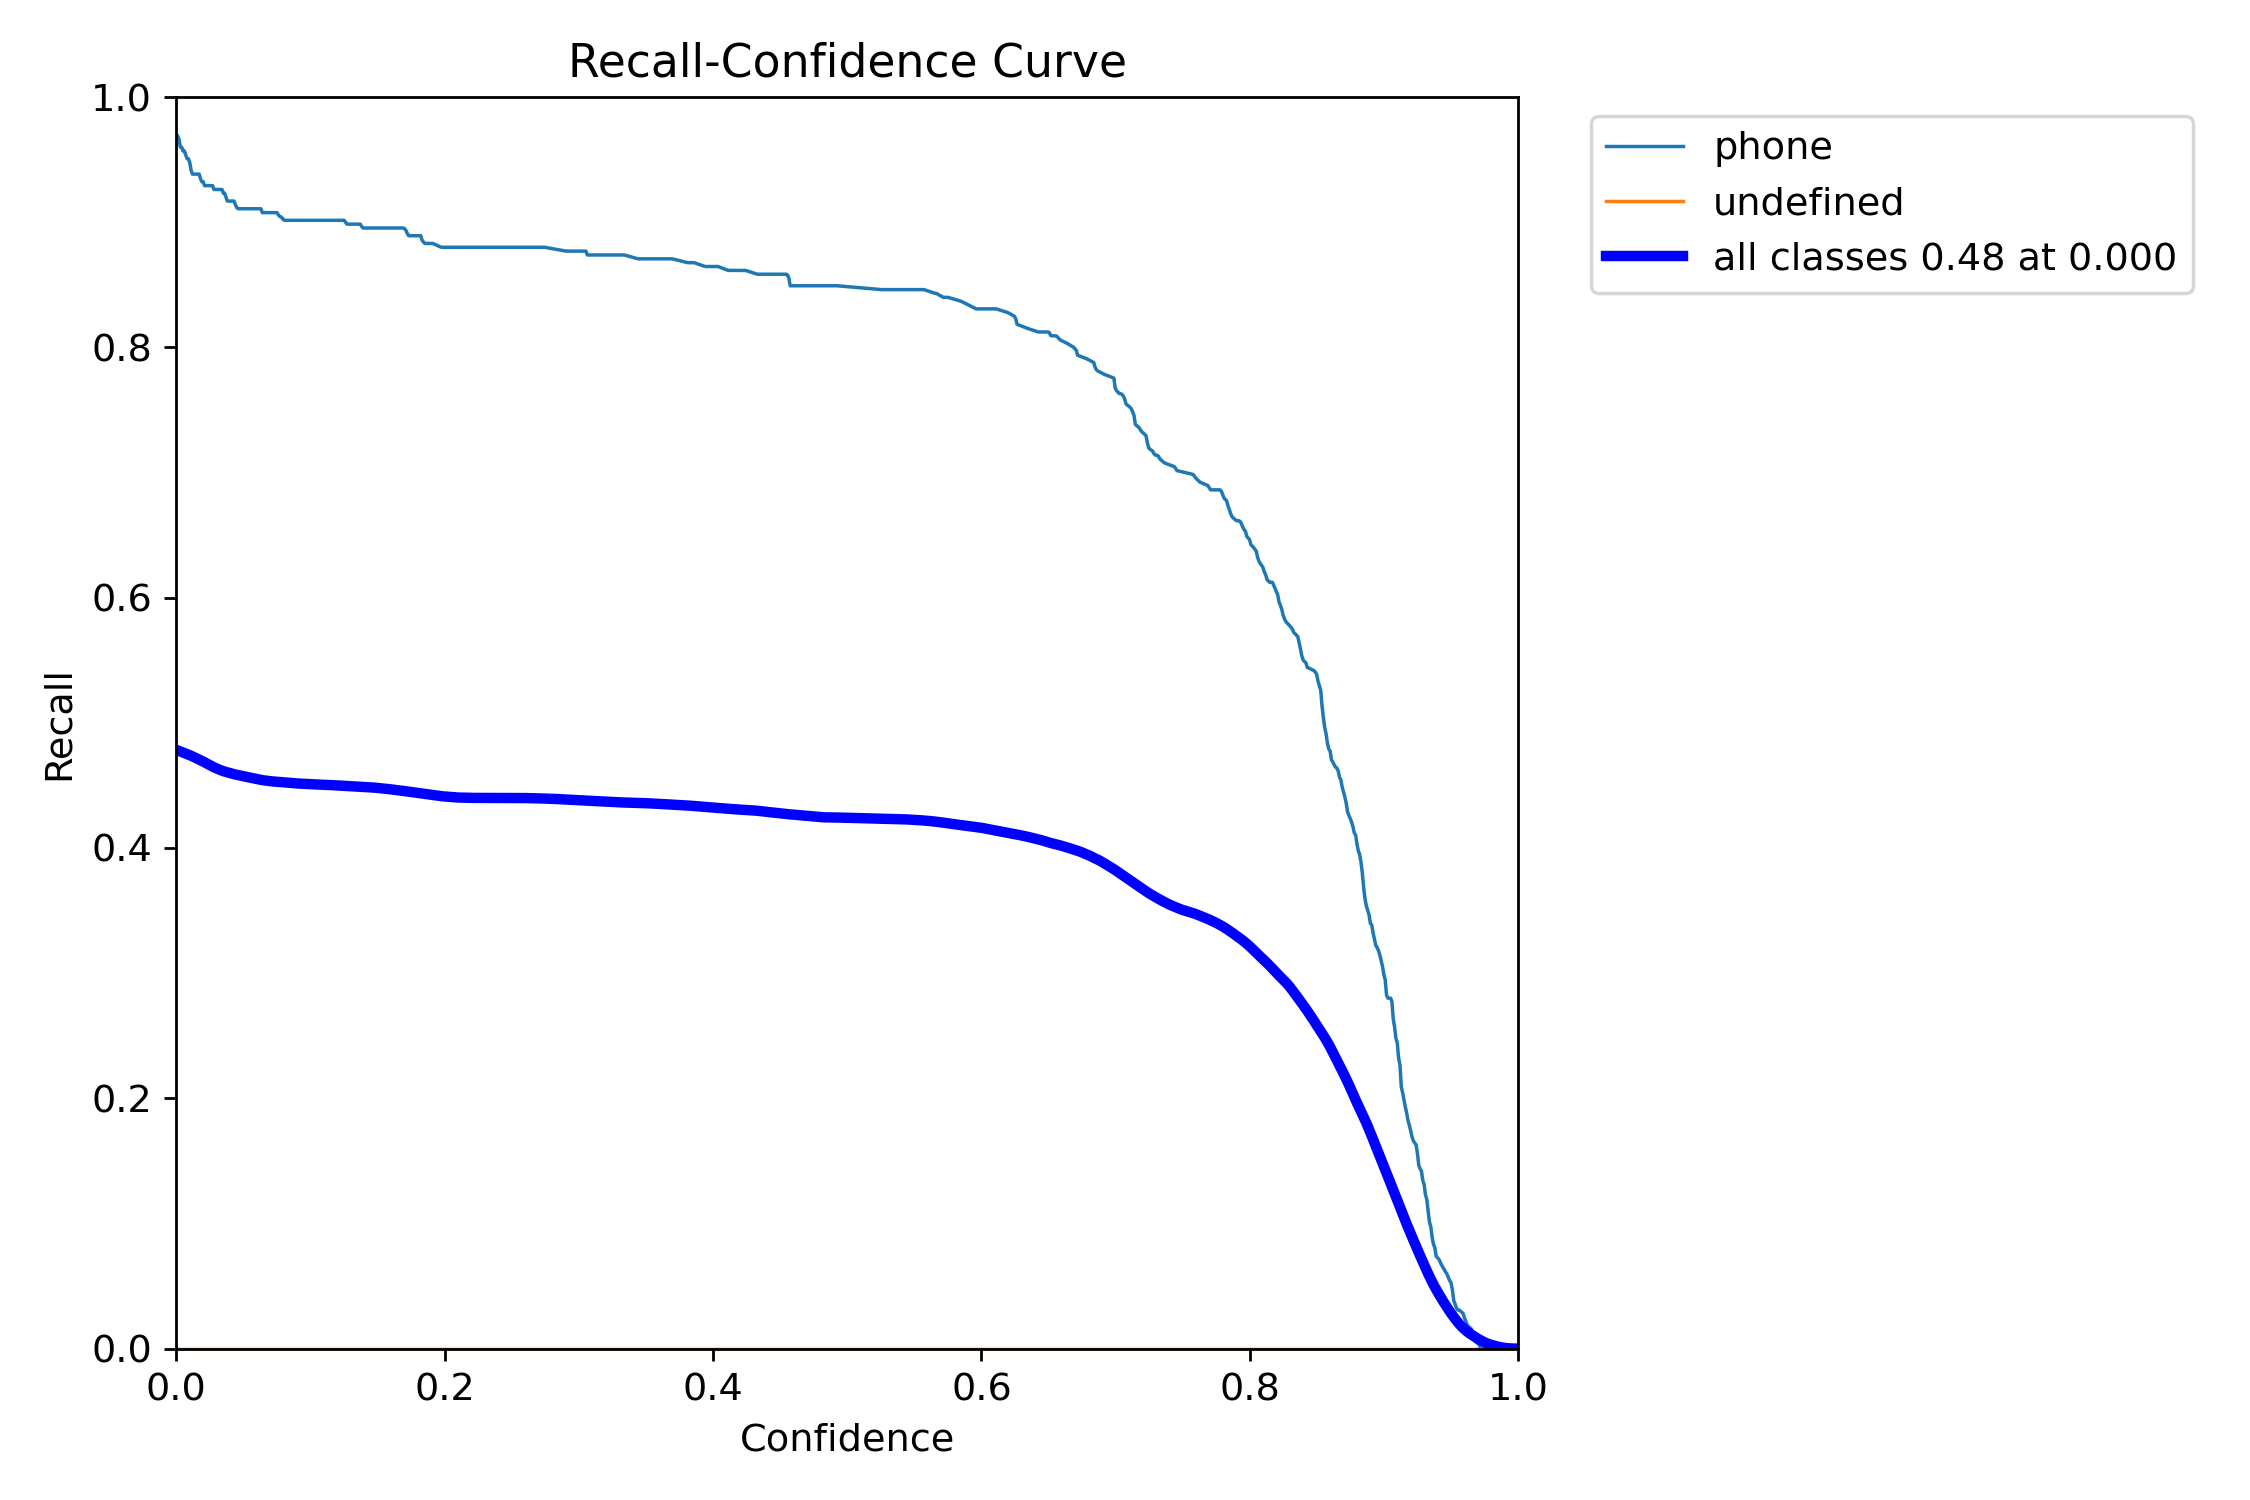 Recall-Confidence Curve
1.0
0.8
0.6
0.4
0.2
0.0
Recall
0.0 0.2 0.4 0.6 0.8 1.0
Confidence
phone
undefined
all classes 0.48 at 0.000